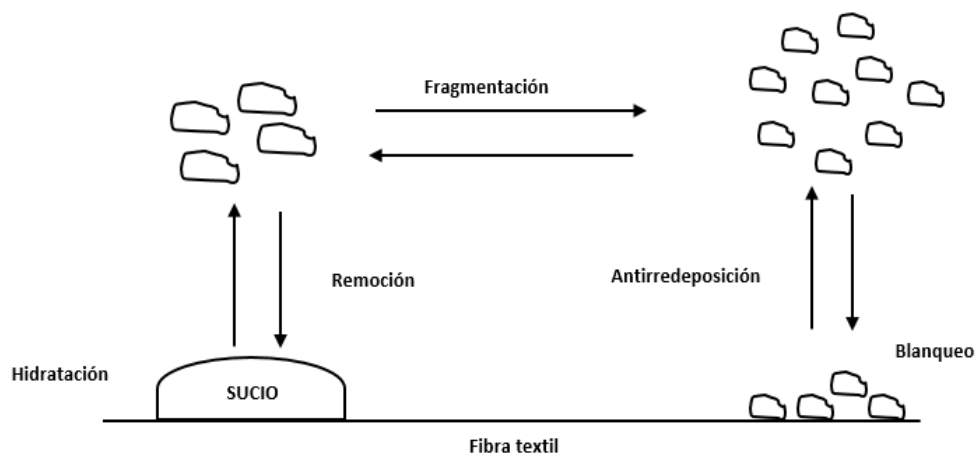 Fragmentación
Remoción
Antirredeposición
Blanqueo
Hidratación
SUCIO
Fibra textil